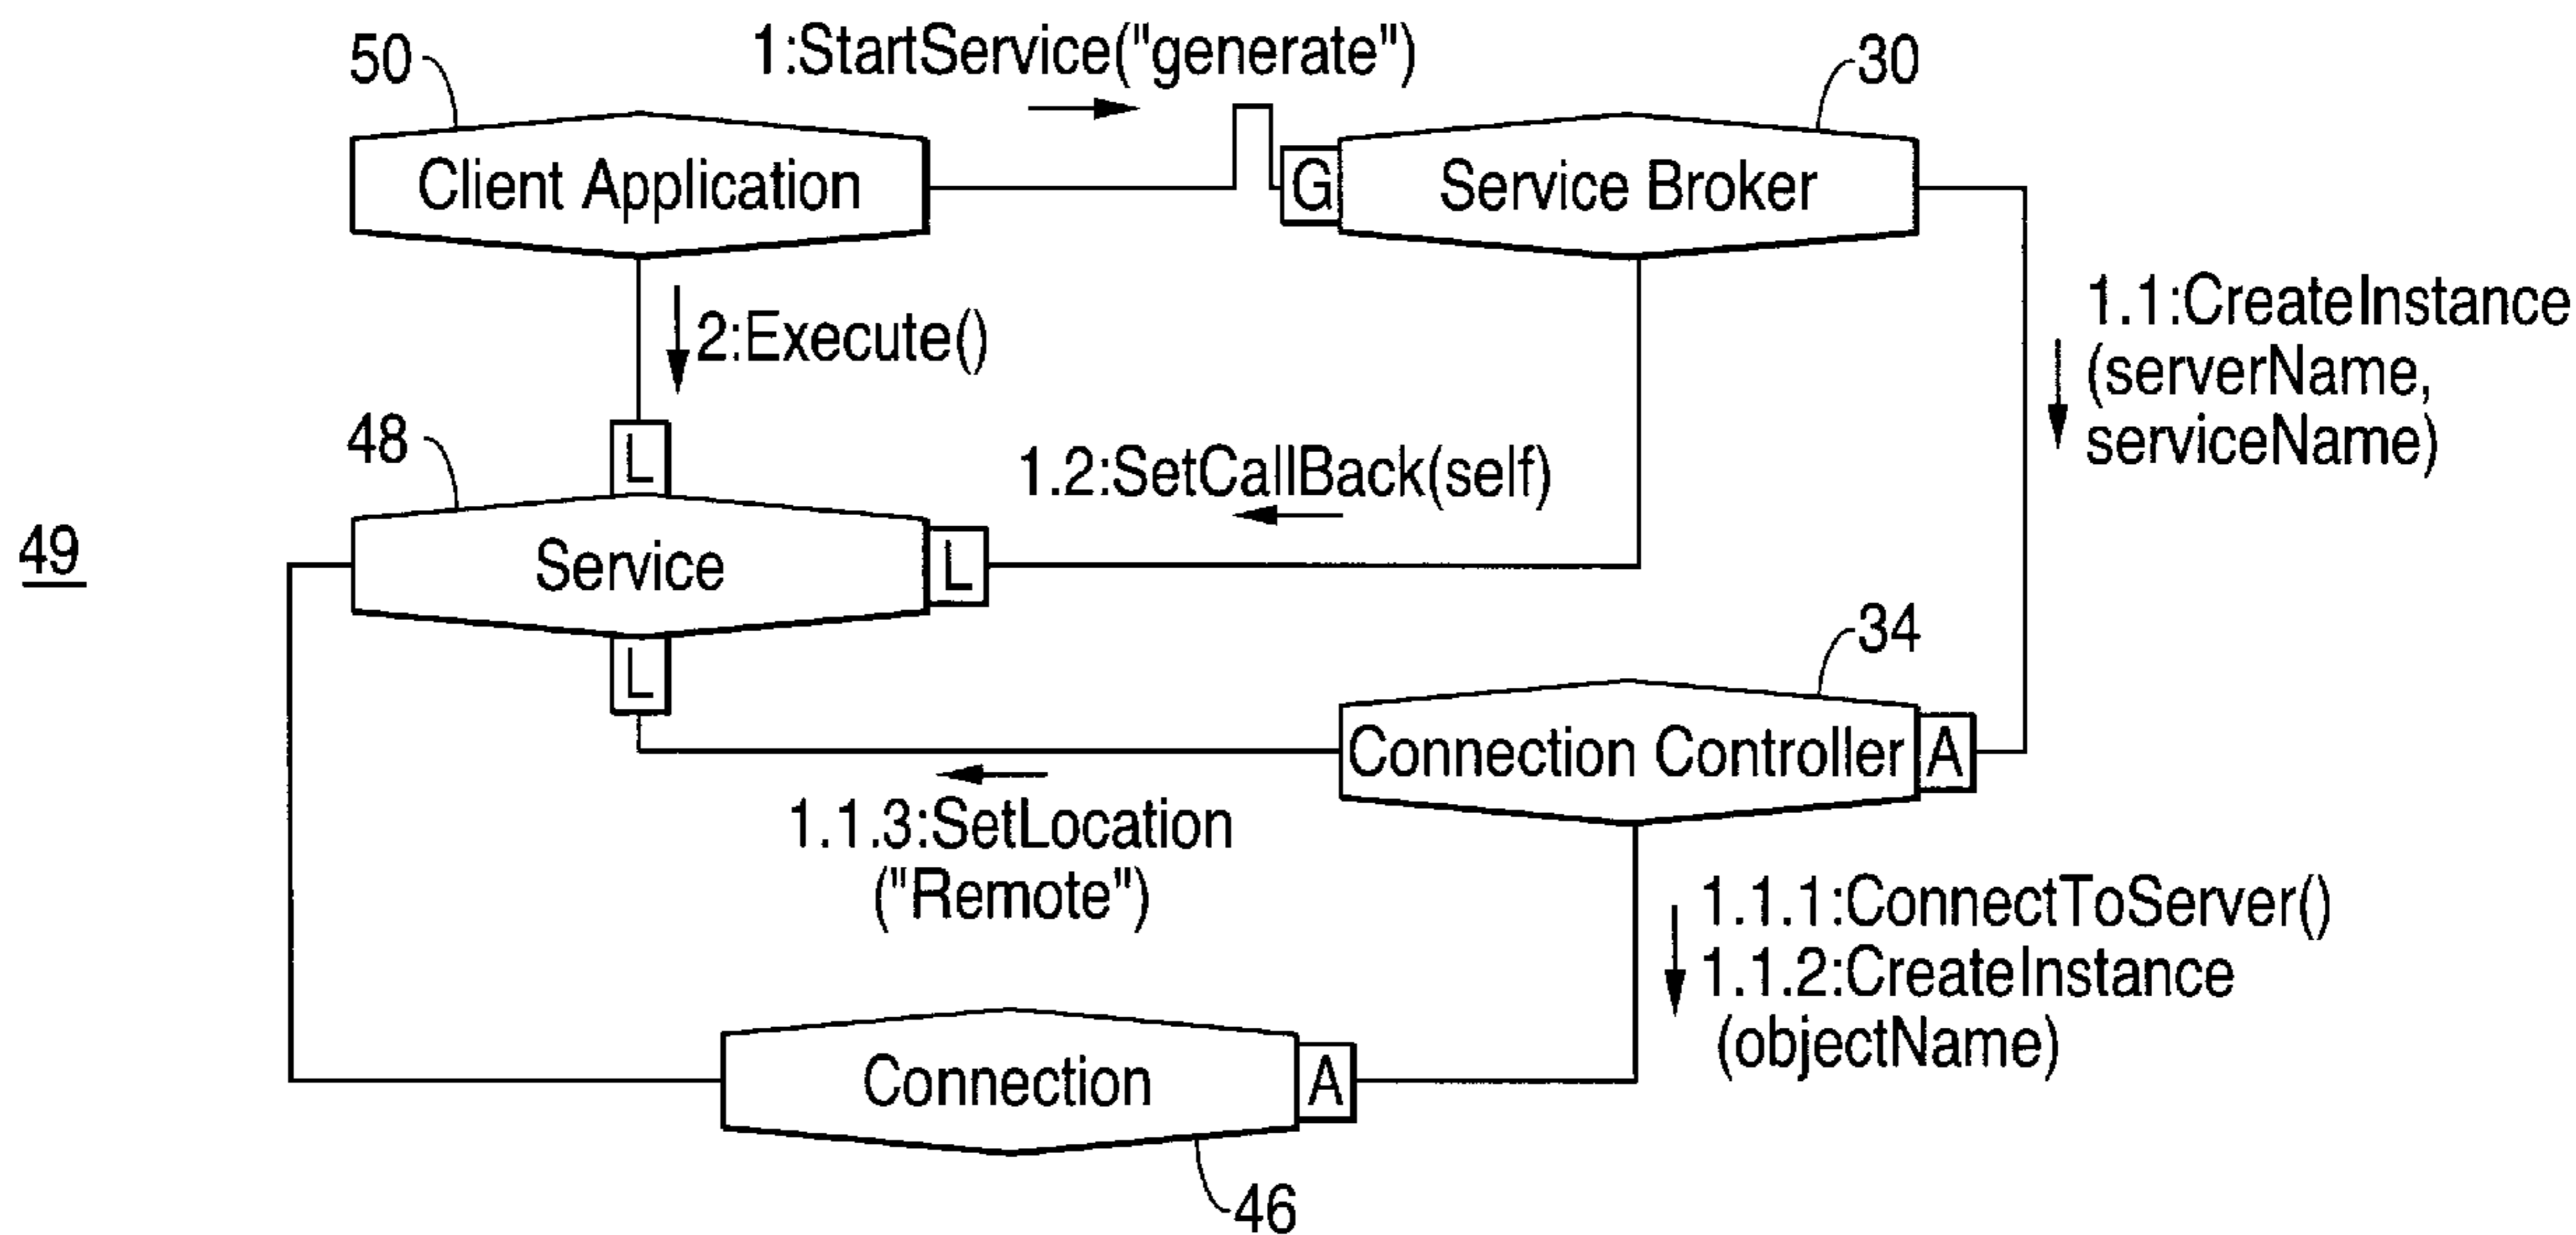 1:StartService("generate")
50
30
Client Application
G
Service Broker
1.1:CreateInstance
(serverName,
serviceName)
2:Execute()
48
L
1.2:SetCallBack(self)
49
Service
L
34
L
Connection Controller
A
1.1.3:SetLocation
("Remote")
1.1.1:ConnectToServer()
1.1.2:CreateInstance
(objectName)
Connection
A
46